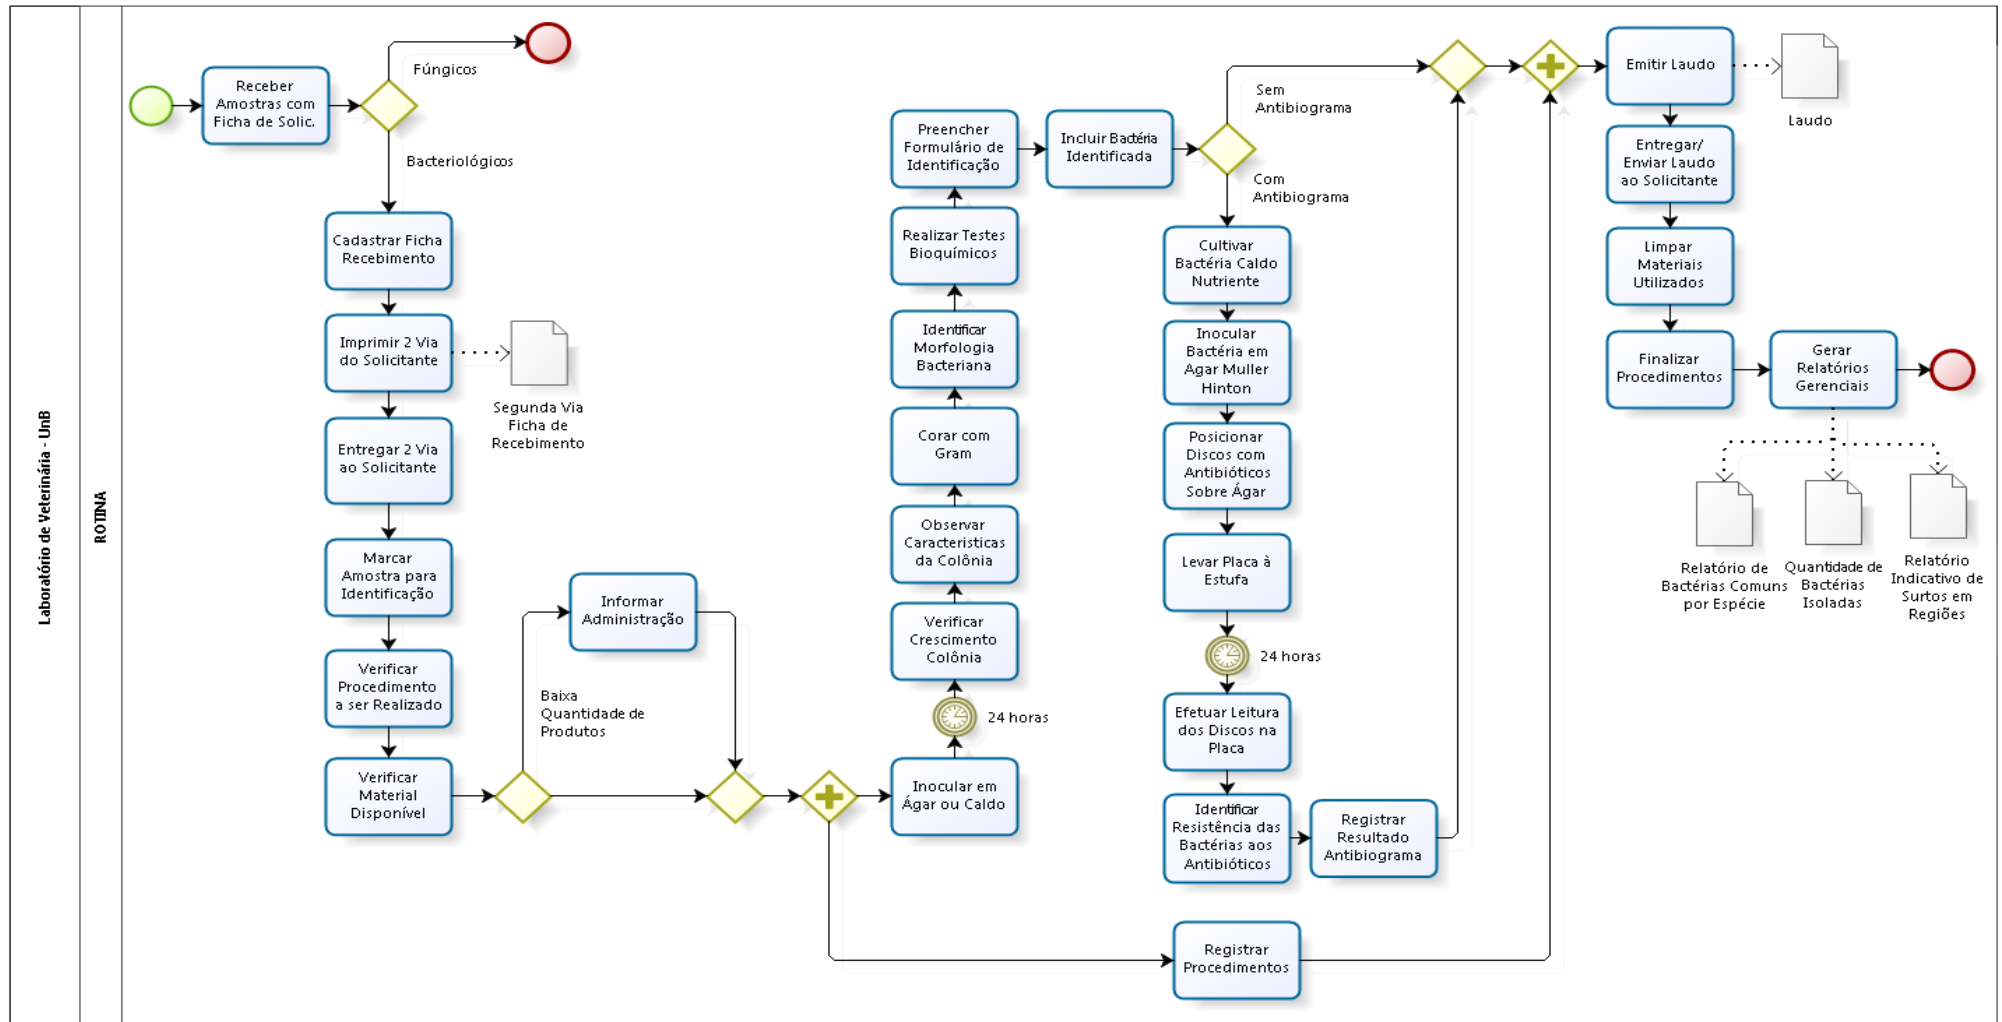 Laboratório de Veterinária - UnB
ROTINA
Receber
Amostras com
Ficha de Solic.
Fúngicos
Bacteriológicos
Cadastrar Ficha
Recebimento
Imprimir 2 Via
do Solicitante
Segunda Via
Ficha de
Recebimento
Entregar 2 Via
ao Solicitante
Marcar
Amostra para
Identificação
Verificar
Procedimento
a ser Realizado
Verificar
Material
Disponível
Baixa
Quantidade de
Produtos
Informar
Administração
Inocular em
Ágar ou Caldo
24 horas
Verificar
Crescimento
Colônia
Observar
Caracteristicas
da Colônia
Corar com
Gram
Identificar
Morfologia
Bacteriana
Realizar Testes
Bioquímicos
Preencher
Formulário de
Identificação
Incluir Bactéria
Identificada
Sem
Antibiograma
Com
Antibiograma
Cultivar
Bactéria Caldo
Nutriente
Inocular
Bactéria em
Agar Muller
Hinton
Posicionar
Discos com
Antibióticos
Sobre Ágar
Levar Placa à
Estufa
24 horas
Efetuar Leitura
dos Discos na
Placa
Identificar
Resistência das
Bactérias aos
Antibióticos
Registrar
Resultado
Antibiograma
Registrar
Procedimentos
Emitir Laudo
Laudo
Entregar/
Enviar Laudo
ao Solicitante
Limpar
Materiais
Utilizados
Finalizar
Procedimentos
Gerar
Relatórios
Gerenciais
Relatório de
Bactérias Comuns
por Espécie
Quantidade de
Bactérias
Isoladas
Relatório
Indicativo de
Surtos em
Regiões